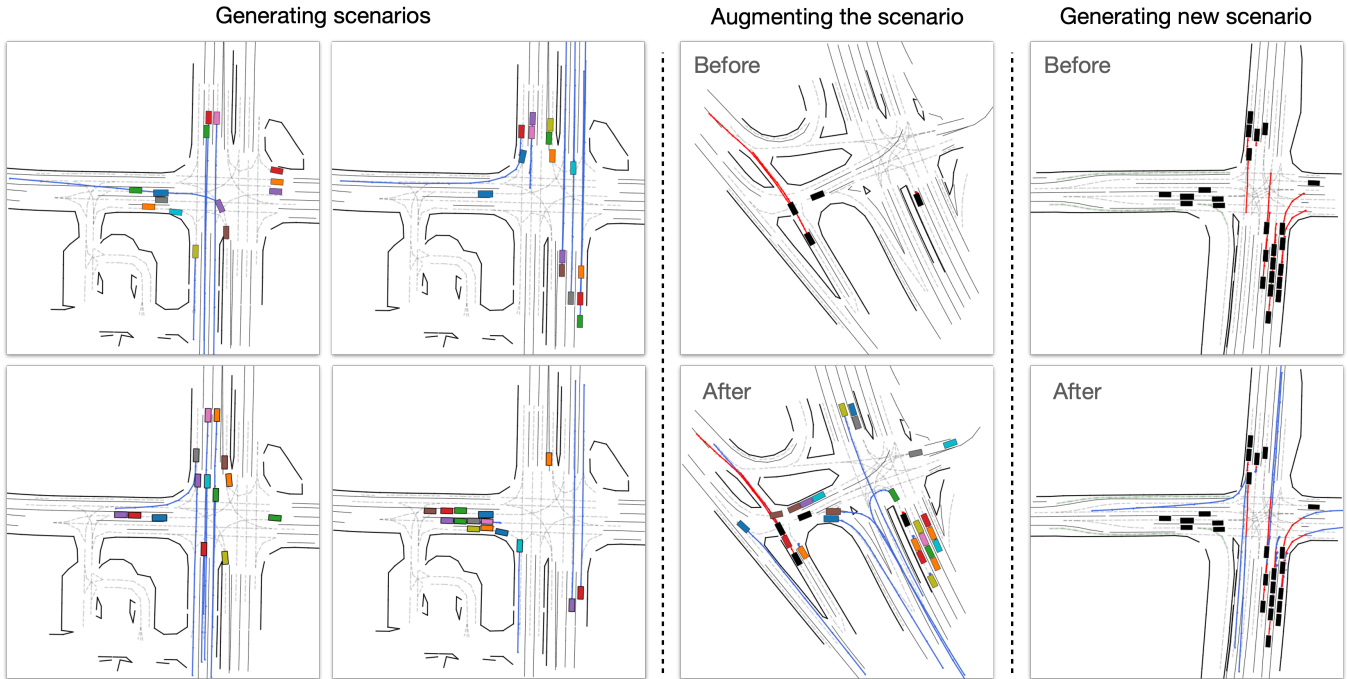 Generating scenarios
Augmenting the scenario
Generating new scenario
Before
Before
After
After